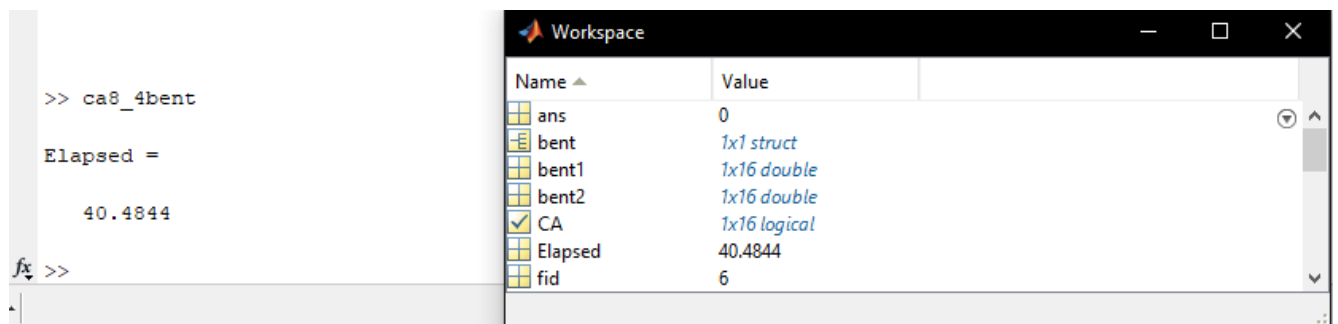 >> ca8_4bent
Elapsed =
40.4844
fx >>
Workspace
Name Value
ans 0
bent 1x1 struct
bent1 1x16 double
bent2 1x16 double
CA 1x16 logical
Elapsed 40.4844
fid 6